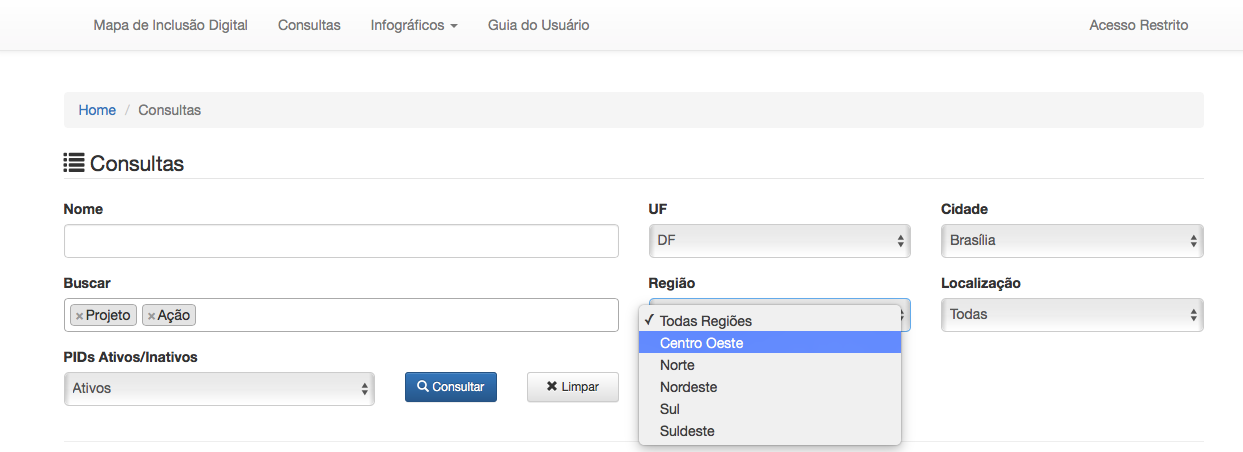 Mapa de Inclusão Digital Consultas Infográficos Guia do Usuário Acesso Restrito
Home / Consultas
Consultas
Nome UF Cidade
DF Brasília
Buscar Região Localização
×Projeto ×Ação Todas
✓ Todas Regiões
Centro Oeste
Norte
Nordeste
Sul
Suldeste
PIDs Ativos/Inativos
Ativos Consultar Limpar